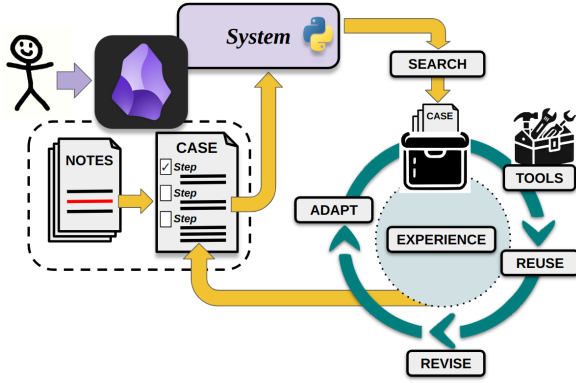 System
SEARCH
CASE
NOTES
CASE
Step
Step
Step
TOOLS
ADAPT
EXPERIENCE
REUSE
REVISE